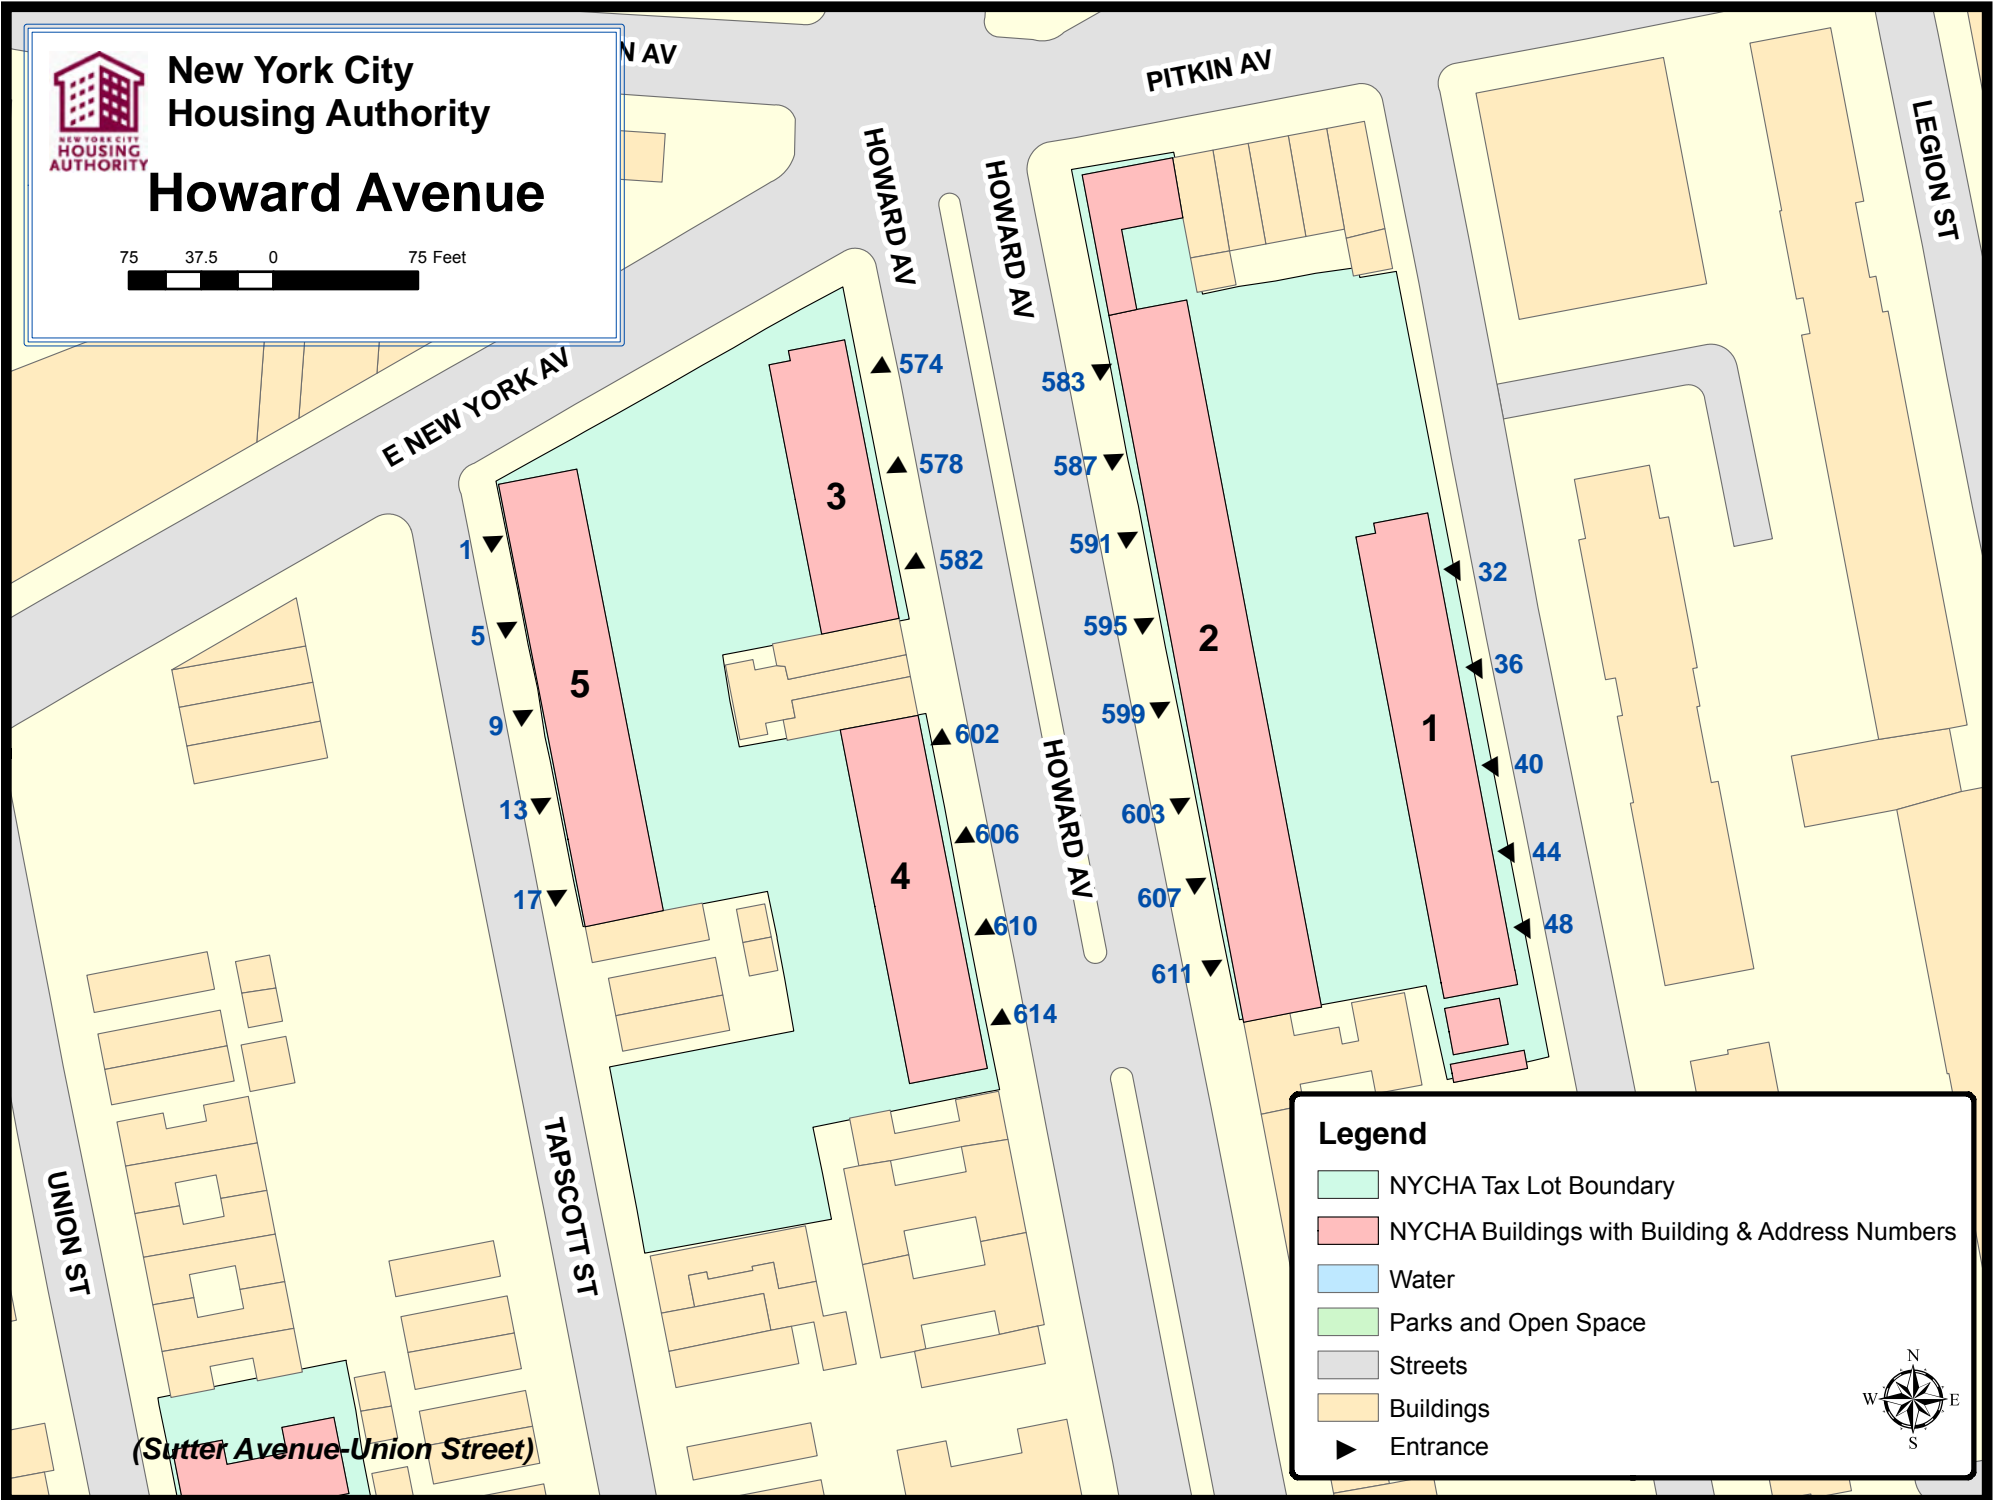 New York City
Housing Authority
NEW YORK CITY
HOUSING
AUTHORITY
Howard Avenue
75 37.5 0 75 Feet
N AV
PITKIN AV
LEGION ST
HOWARD AV
HOWARD AV
E NEW YORK AV
574
578
582
3
583
587
591
595
599
603
607
611
2
32
36
40
44
48
1
1
5
9
13
17
5
602
606
610
614
4
HOWARD AV
UNION ST
TAPSCOTT ST
(Sutter Avenue-Union Street)
Legend
NYCHA Tax Lot Boundary
NYCHA Buildings with Building & Address Numbers
Water
Parks and Open Space
Streets
Buildings
Entrance
N
W E
S